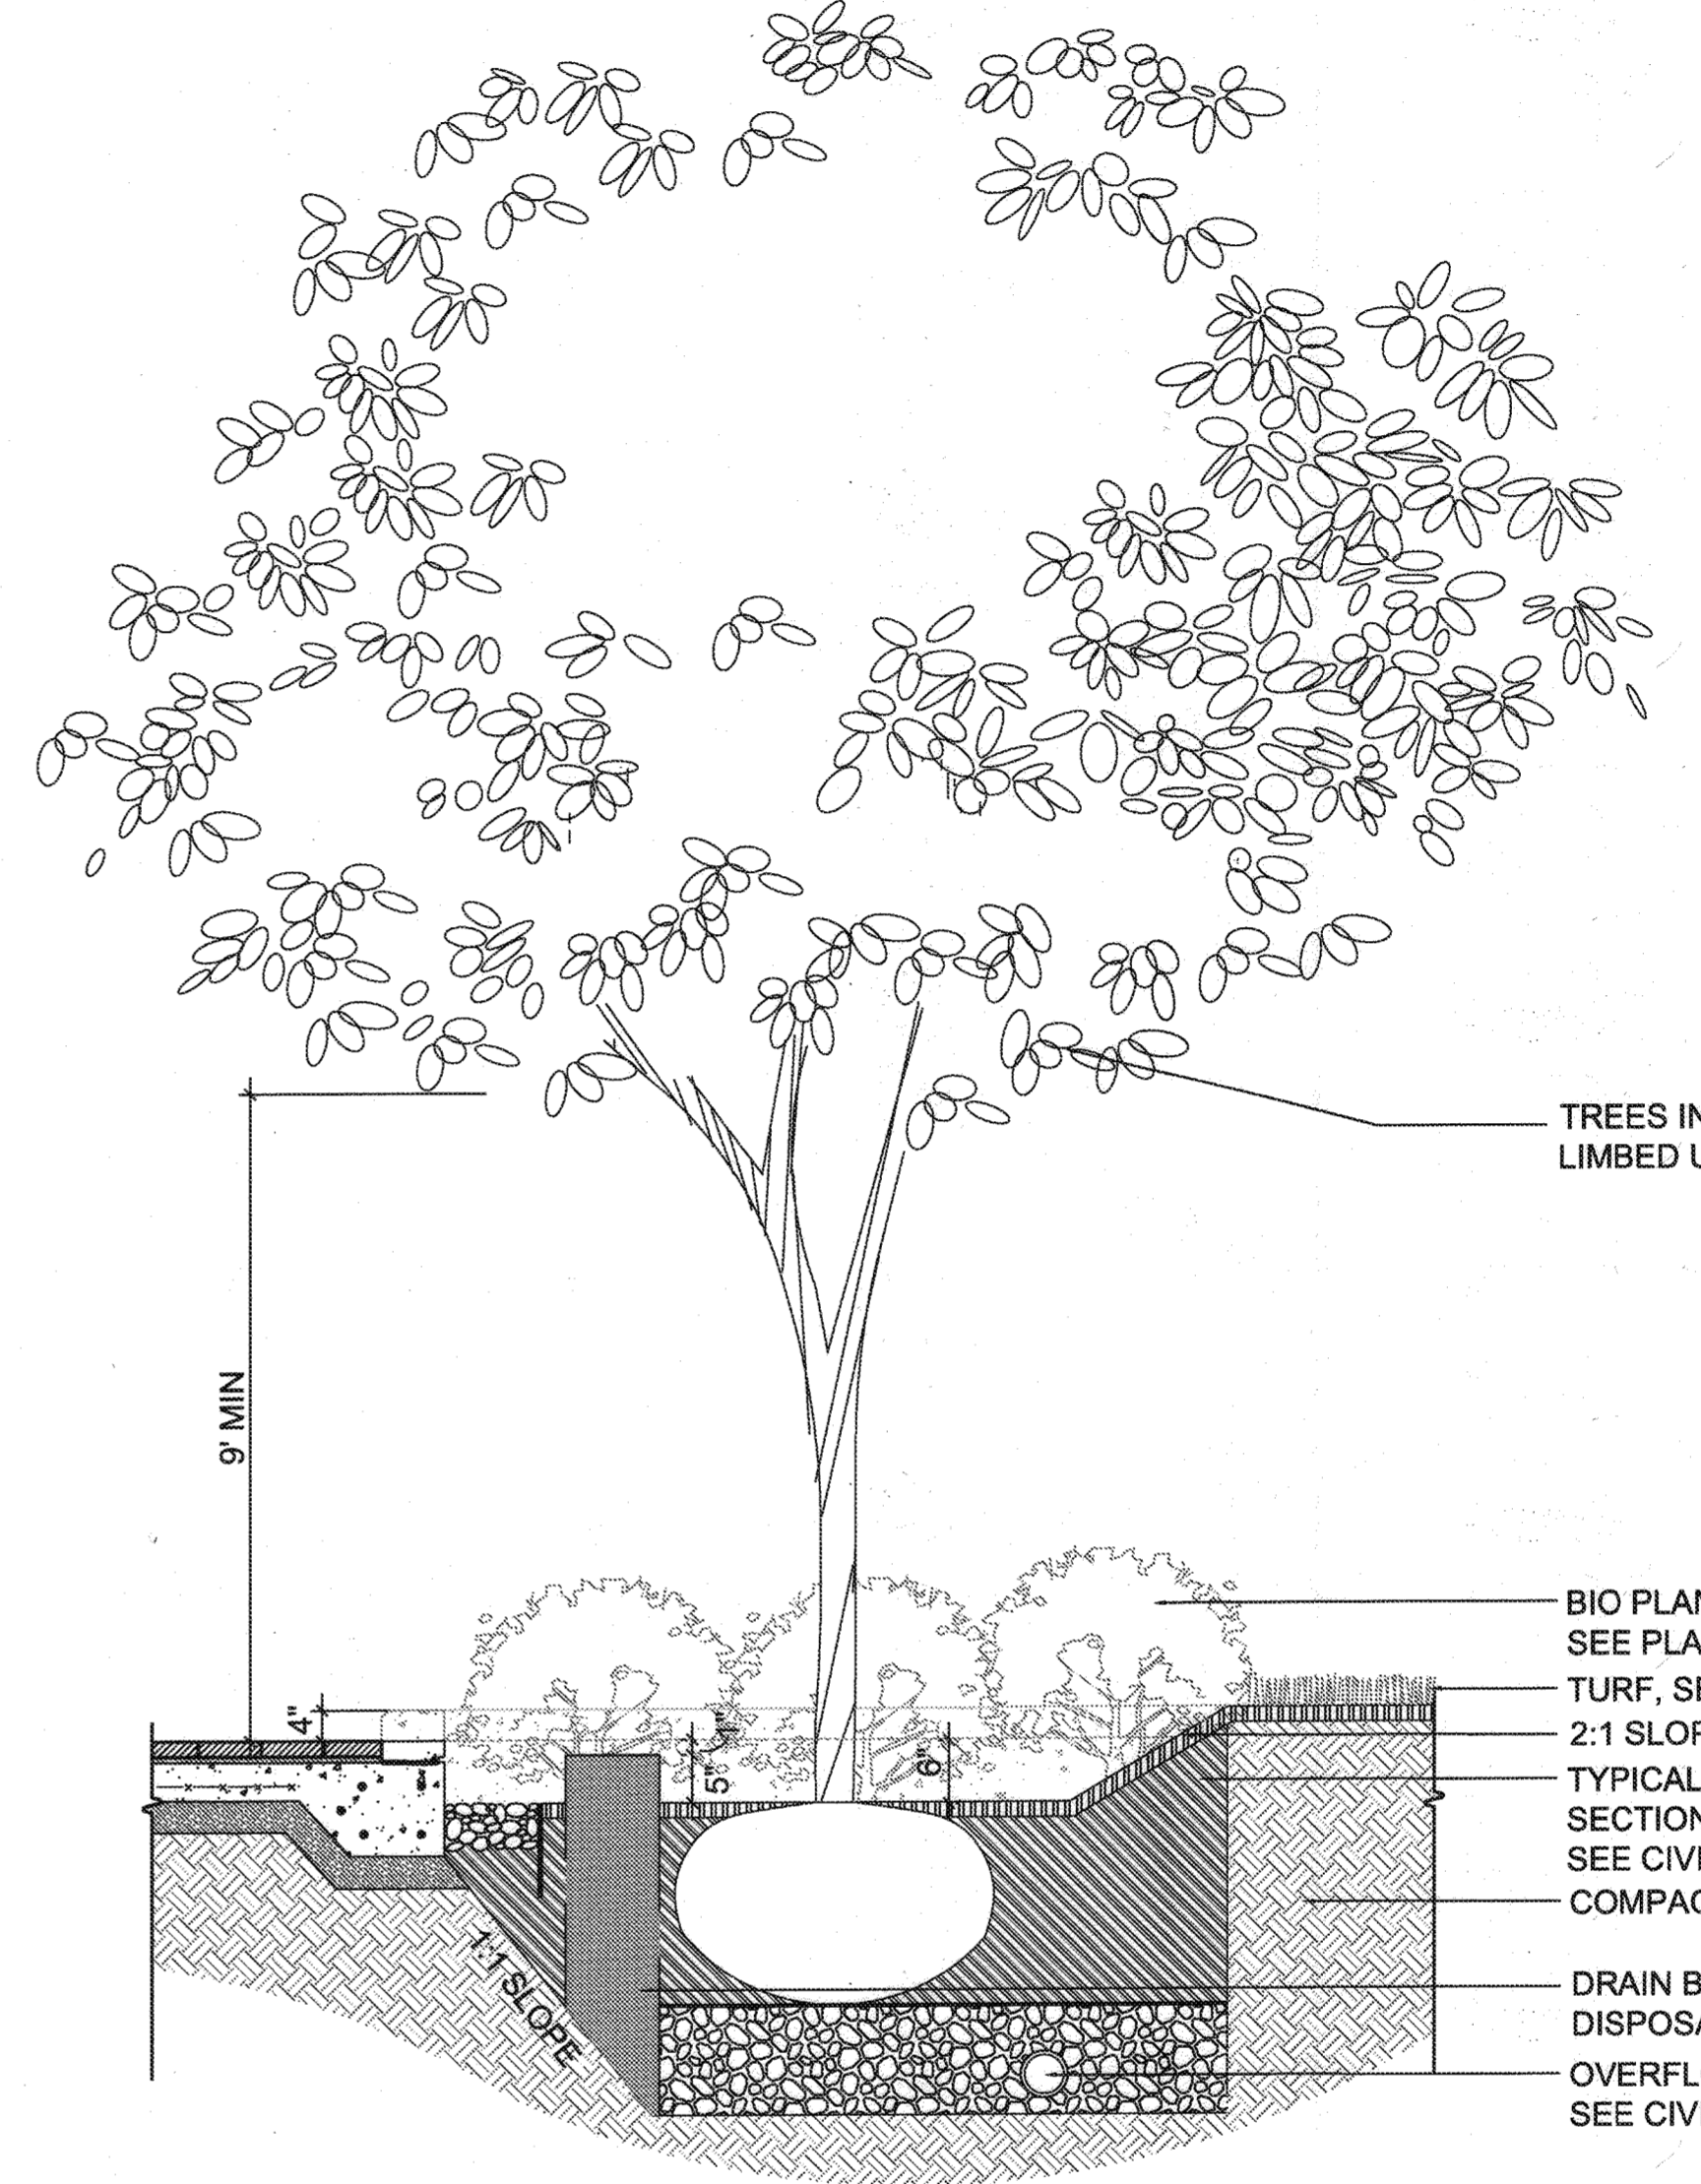 TREES IN
LIMBED U
9' MIN
BIO PLAN
SEE PLA
TURF, SE
4"
2:1 SLOP
1"
5"
6"
TYPICAL
SECTION
SEE CIVI
COMPAC
1:1 SLOPE
DRAIN B
DISPOSA
OVERFL
SEE CIVI